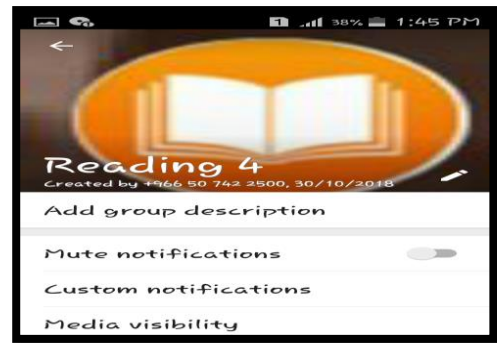 1 38% 1:45 PM
Reading 4
Created by +966 50 742 2500, 30/10/2018
Add group description
Mute notifications
Custom notifications
Media visibility